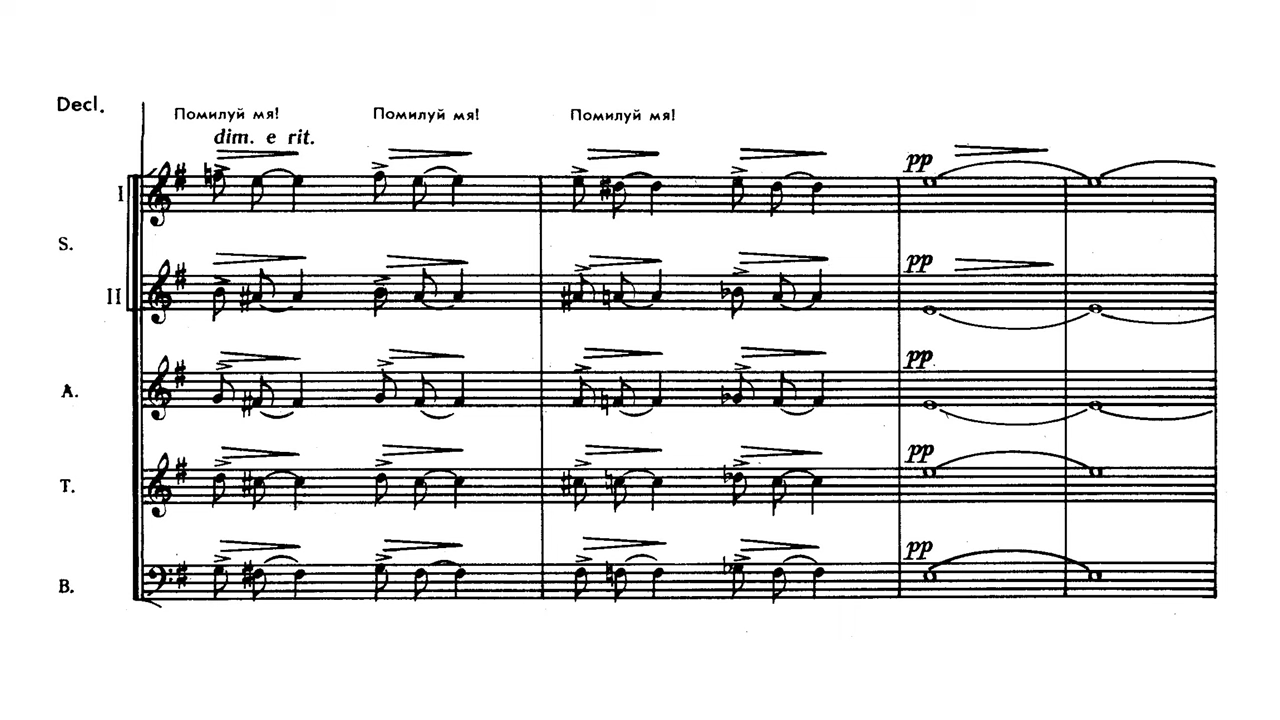 Decl.
Помилуй мя! Помилуй мя! Помилуй мя!
dim. e rit.
I
pp
S.
II
pp
A.
pp
T.
pp
B.
pp